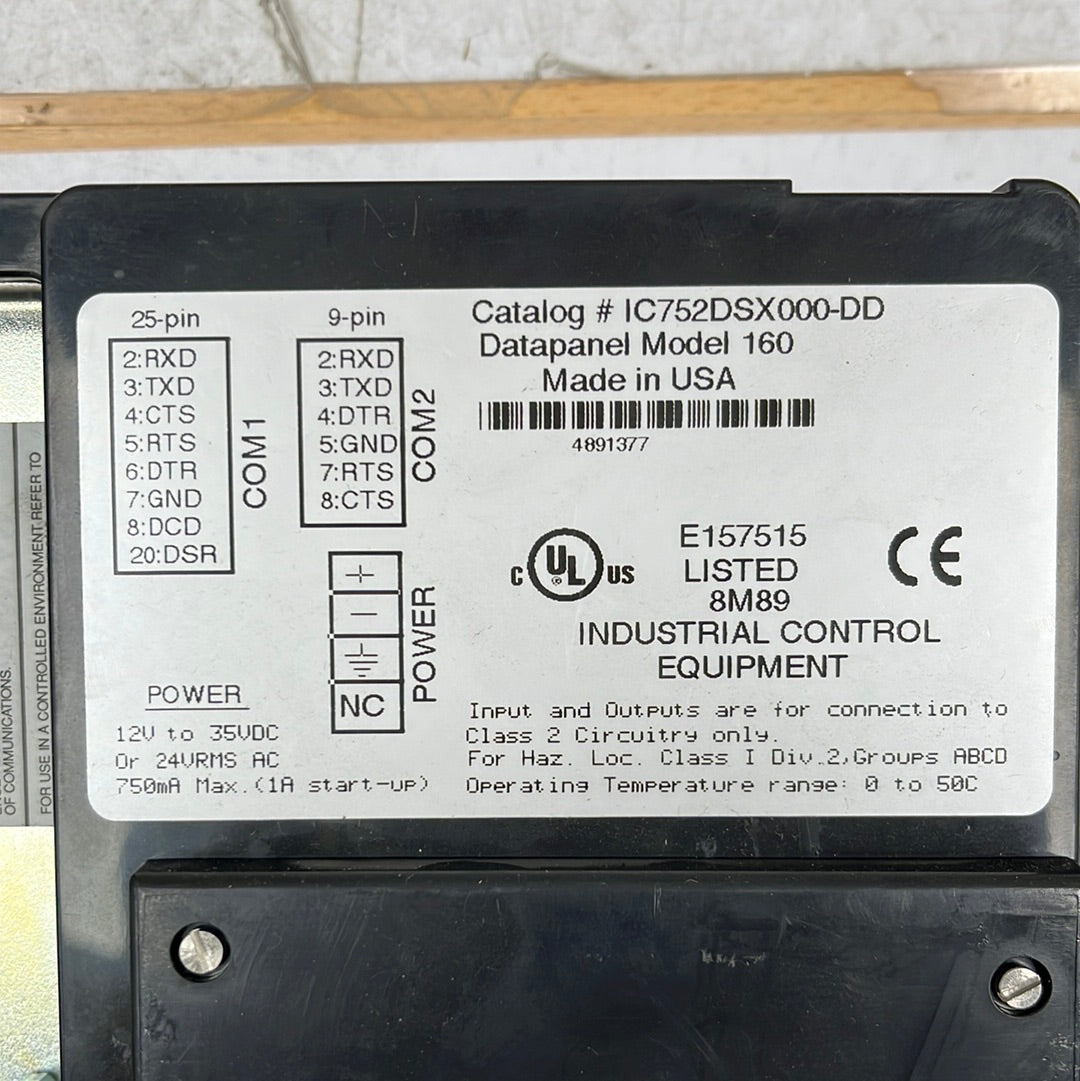 25-pin
2:RXD
3:TXD
4:CTS
5:RTS
6:DTR
7:GND
8:DCD
20:DSR
COM1
9-pin
2:RXD
3:TXD
4:DTR
5:GND
7:RTS
8:CTS
COM2
+
−
NC
POWER
POWER
12V to 35VDC
Or 24VRMS AC
750mA Max.(1A start-up)
Catalog # IC752DSX000-DD
Datapanel Model 160
Made in USA
4891377
C UL ® US
E157515
LISTED
8M89
CE
INDUSTRIAL CONTROL
EQUIPMENT
Input and Outputs are for connection to
Class 2 Circuitry only.
For Haz. Loc. Class I Div.2,Groups ABCD
Operating Temperature range: 0 to 50C
OF COMMUNICATIONS.
FOR USE IN A CONTROLLED ENVIRONMENT. REFER TO